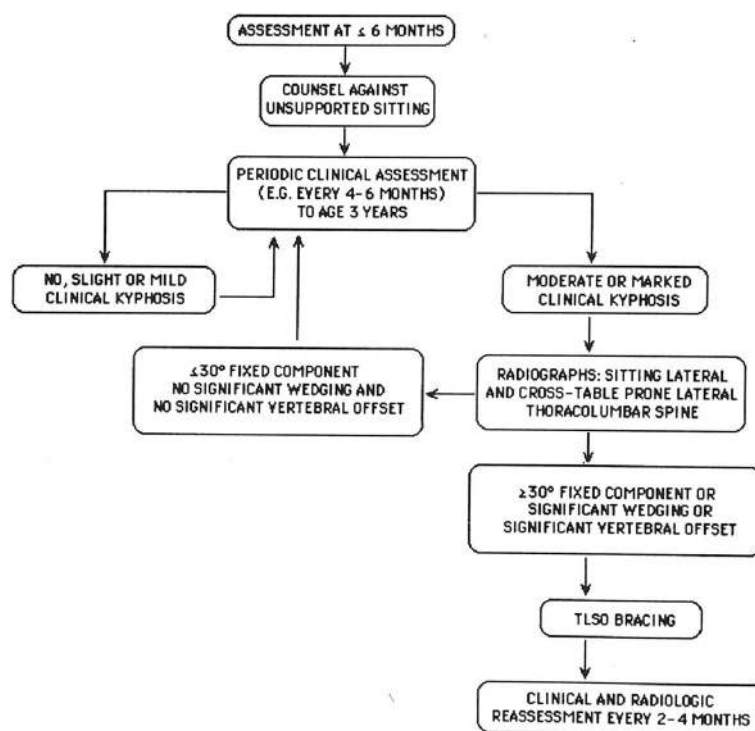 ASSESSMENT AT ≤ 6 MONTHS
COUNSEL AGAINST
UNSUPPORTED SITTING
PERIODIC CLINICAL ASSESSMENT
(E.G. EVERY 4-6 MONTHS)
TO AGE 3 YEARS
NO, SLIGHT OR MILD
CLINICAL KYPHOSIS
MODERATE OR MARKED
CLINICAL KYPHOSIS
≤30° FIXED COMPONENT
NO SIGNIFICANT WEDGING AND
NO SIGNIFICANT VERTEBRAL OFFSET
RADIOGRAPHS: SITTING LATERAL
AND CROSS-TABLE PRONE LATERAL
THORACOLUMBAR SPINE
≥30° FIXED COMPONENT OR
SIGNIFICANT WEDGING OR
SIGNIFICANT VERTEBRAL OFFSET
TLSO BRACING
CLINICAL AND RADIOLOGIC
REASSESSMENT EVERY 2-4 MONTHS